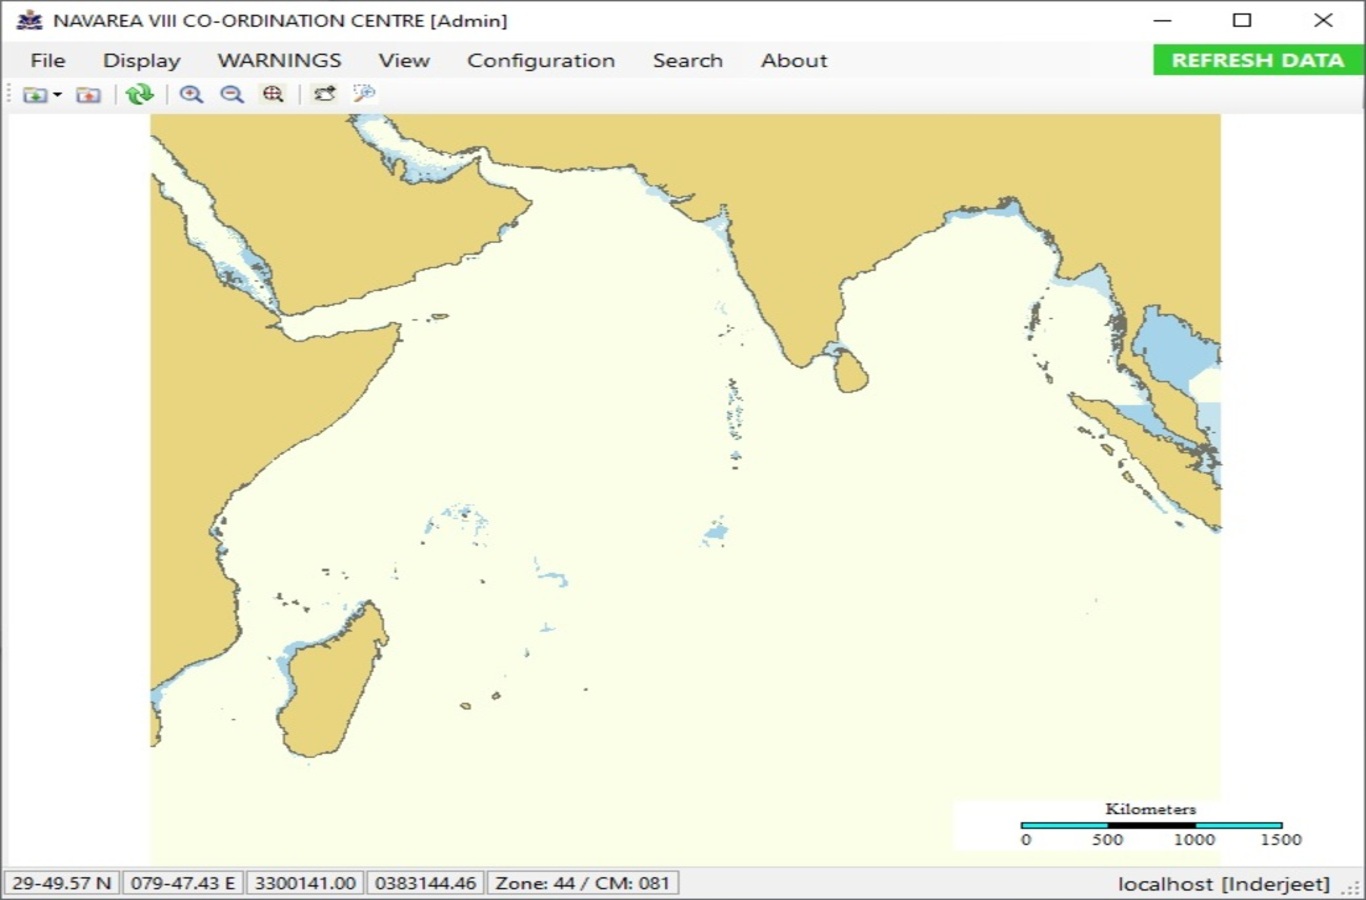 NAVAREA VIII CO-ORDINATION CENTRE [Admin]
File Display WARNINGS View Configuration Search About REFRESH DATA
Kilometers
0 500 1000 1500
29-49.57 N 079-47.43 E 3300141.00 0383144.46 Zone: 44 / CM: 081 localhost [Inderjeet]